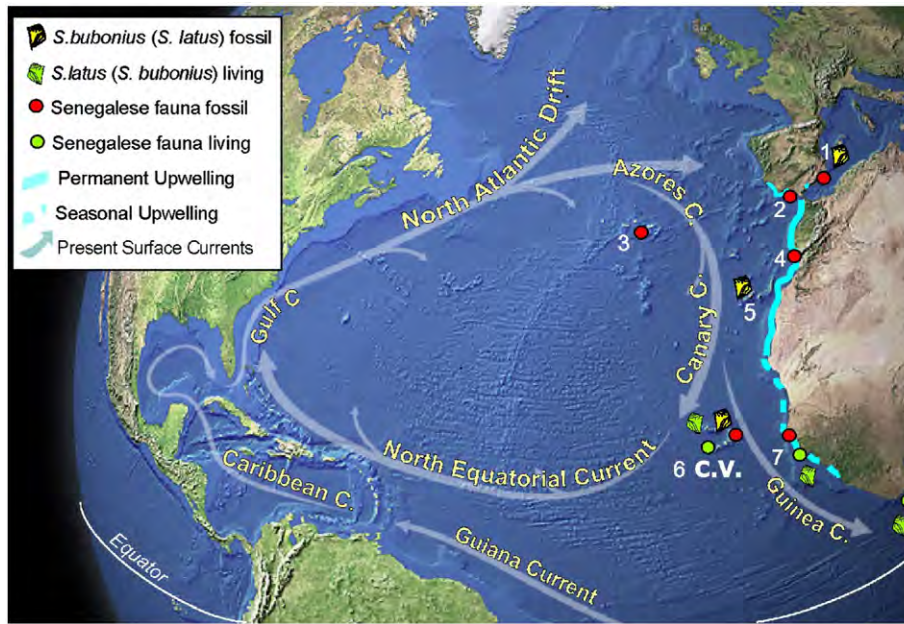 S.bubonius (S. latus) fossil
S.latus (S. bubonius) living
Senegalese fauna fossil
Senegalese fauna living
Permanent Upwelling
Seasonal Upwelling
Present Surface Currents
North Atlantic Drift
Azores C.
1
2
3
4
Gulf C
Canary C.
5
North Equatorial Current
6 C.V.
7
Caribbean C.
Guinea C.
Guiana Current
Equator